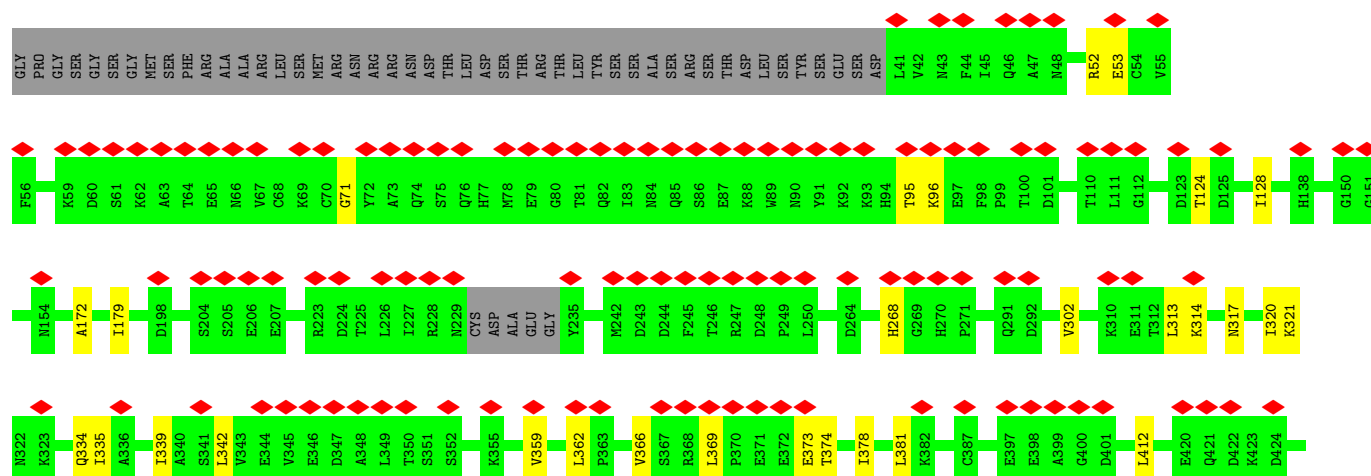 GLY PRO GLY SER GLY SER GLY MET SER PHE ARG ALA ALA ARG LEU SER MET ARG ASN ARG ARG ASN ASP THR LEU ASP SER THR ARG THR LEU TYR SER SER ALA SER ARG SER THR ASP LEU SER TYR SER GLU SER ASP L41 V42 N43 F44 I45 Q46 A47 N48 R52 E53 C54 V55
F56 K59 D60 S61 K62 A63 T64 E65 N66 V67 C68 K69 C70 G71 Y72 A73 Q74 S75 Q76 H77 M78 E79 G80 T81 Q82 I83 N84 Q85 S86 E87 K88 W89 N90 Y91 K92 K93 H94 T95 K96 E97 F98 P99 T100 D101 T110 L111 G112 D123 T124 D125 I128 H138 G150 G151
N154 A172 I179 D198 S204 S205 E206 E207 R223 D224 T225 L226 I227 R228 N229 CYS ASP ALA GLU GLY Y235 M242 D243 D244 F245 T246 R247 D248 P249 L250 D264 H268 G269 H270 P271 Q291 D292 V302 K310 E311 T312 L313 K314 N317 I320 K321
N322 K323 Q334 I335 A336 I339 A340 S341 L342 V343 E344 V345 E346 D347 A348 L349 T350 S351 S352 K355 V359 L362 P363 V366 S367 R368 L369 P370 E371 E372 E373 T374 I378 L381 K382 C387 E397 E398 A399 G400 D401 L412 E420 Q421 D422 K423 D424